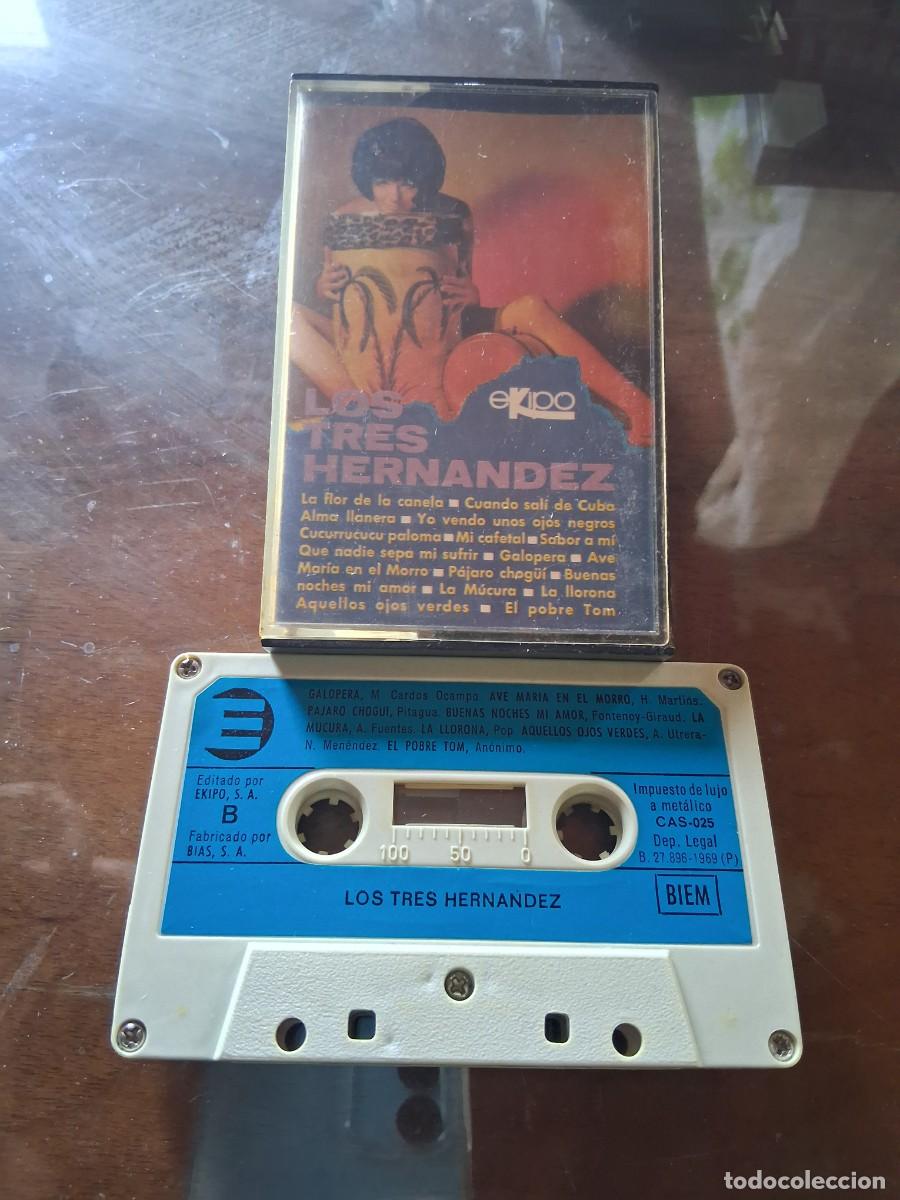 eKipo
LOS
TRES
HERNANDEZ
La flor de la canela ■ Cuando salí de Cuba
Alma llanera ■ Yo vendo unos ojos negros
Cucurrucucu paloma ■ Mi cafetal ■ Sabor a mí
Que nadie sepa mi sufrir ■ Galopera ■ Ave
María en el Morro ■ Pájaro chogüí ■ Buenas
noches mi amor ■ La Múcura ■ La llorona
Aquellos ojos verdes ■ El pobre Tom
GALOPERA, M. Cardos Ocampo. AVE MARIA EN EL MORRO, H. Martins.
PAJARO CHOGUI, Pitagua. BUENAS NOCHES MI AMOR, Fontenoy-Giraud. LA
MUCURA, A. Fuentes. LA LLORONA, Pop. AQUELLOS OJOS VERDES, A. Utrera-
N. Menéndez. EL POBRE TOM, Anónimo.
Editado por
EKIPO, S. A.
B
Fabricado por
BIAS, S. A.
100 50 0
Impuesto de lujo
a metálico
CAS-025
Dep. Legal
B. 27.896-1969 (P)
LOS TRES HERNANDEZ
BIEM
todocoleccion